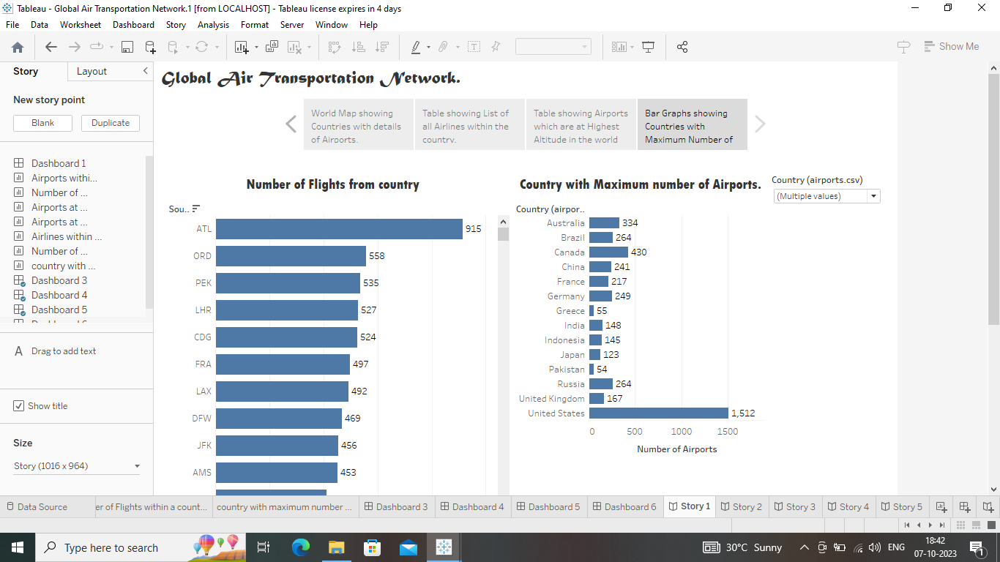 Tableau - Global Air Transportation Network.1 [from LOCALHOST] - Tableau license expires in 4 days
File Data Worksheet Dashboard Story Analysis Format Server Window Help
Show Me
Story Layout
New story point
Blank Duplicate
Dashboard 1
Airports withi...
Number of ...
Airports at ...
Airports at ...
Airlines within ...
Number of ...
country with ...
Dashboard 3
Dashboard 4
Dashboard 5
A Drag to add text
Show title
Size
Story (1016 x 964)
Global Air Transportation Network.
World Map showing
Countries with details
of Airports.
Table showing List of
all Airlines within the
country.
Table showing Airports
which are at Highest
Altitude in the world
Bar Graphs showing
Countries with
Maximum Number of
Number of Flights from country
Sou..
ATL 915
ORD 558
PEK 535
LHR 527
CDG 524
FRA 497
LAX 492
DFW 469
JFK 456
AMS 453
Country with Maximum number of Airports.
Country (airpor..
Australia 334
Brazil 264
Canada 430
China 241
France 217
Germany 249
Greece 55
India 148
Indonesia 145
Japan 123
Pakistan 54
Russia 264
United Kingdom 167
United States 1,512
0 500 1000 1500
Number of Airports
Country (airports.csv)
(Multiple values)
Data Source er of Flights within a count... country with maximum number ... Dashboard 3 Dashboard 4 Dashboard 5 Dashboard 6 Story 1 Story 2 Story 3 Story 4 Story 5
Type here to search
30°C Sunny
ENG
18:42
07-10-2023
1